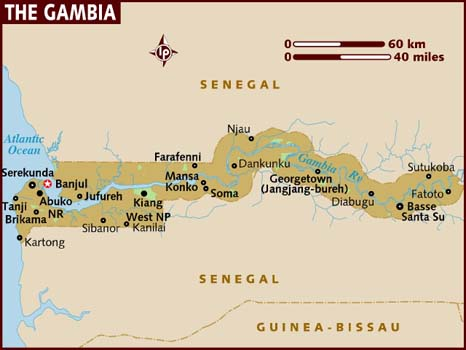 THE GAMBIA
lp
0 60 km
0 40 miles
SENEGAL
Atlantic
Ocean
Njau
Farafenni
Dankunku
Gambia Rv
Serekunda
Banjul
Mansa
Konko
Soma
Georgetown
(Jangjang-bureh)
Sutukoba
Fatoto
Tanji
Abuko
NR
Jufureh
Kiang
West NP
Diabugu
Basse
Santa Su
Brikama
Sibanor
Kanilai
Kartong
SENEGAL
GUINEA-BISSAU